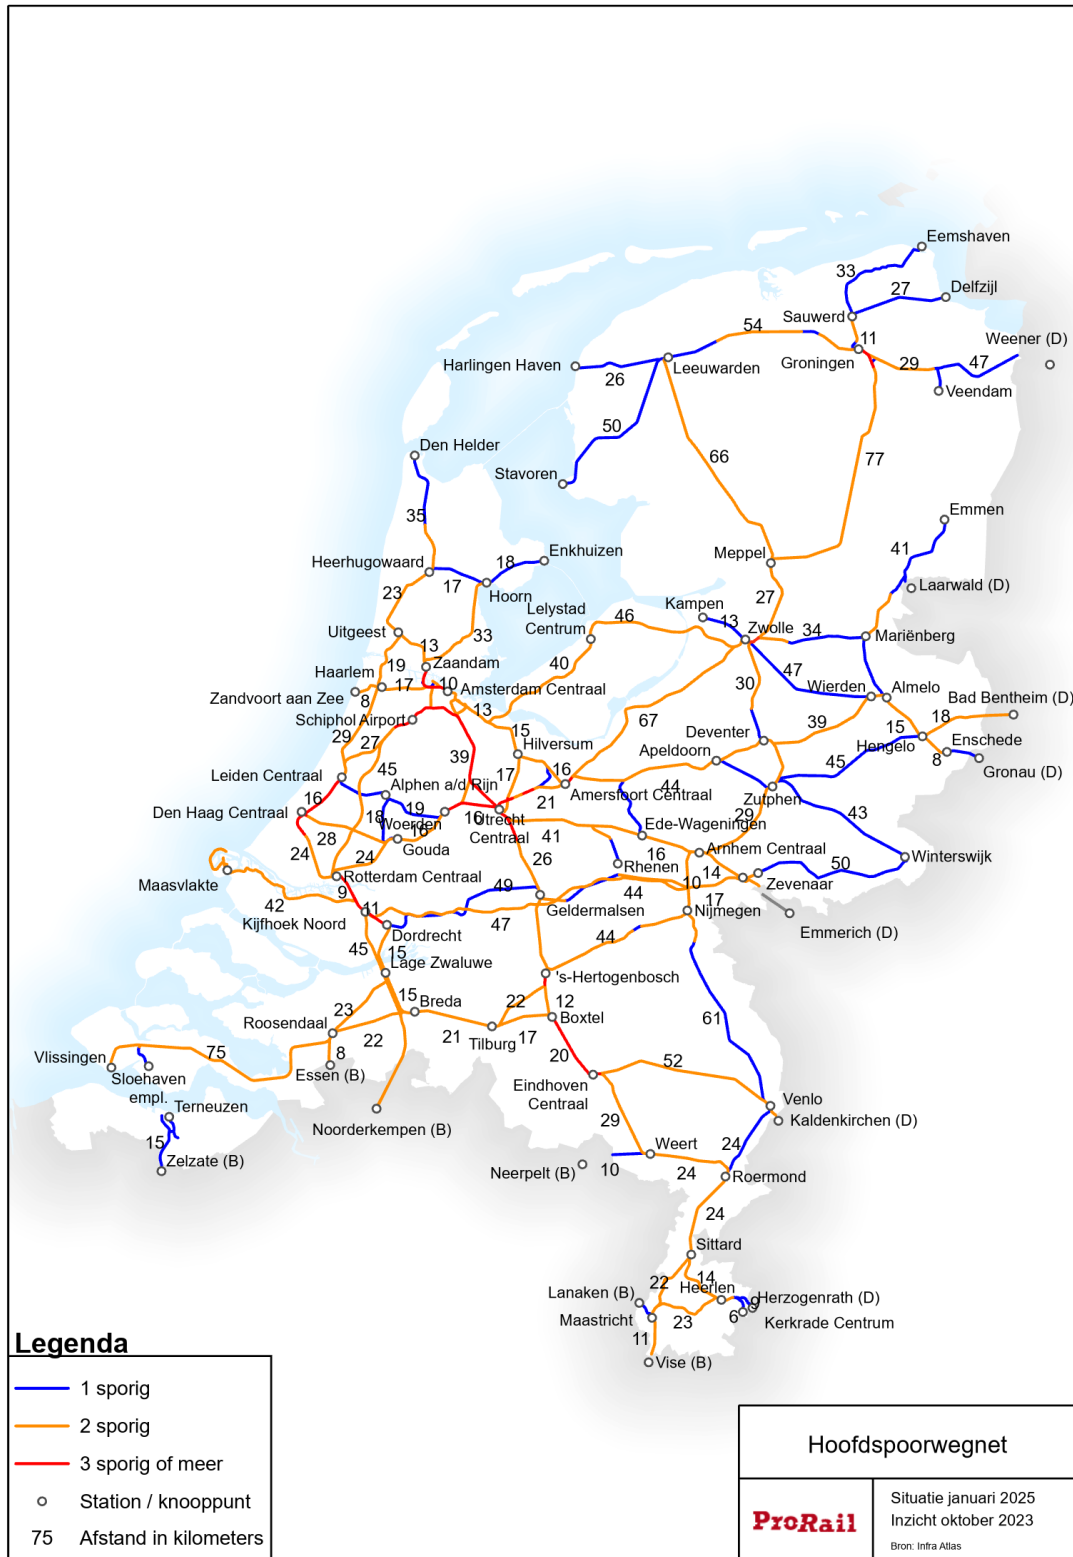 Eemshaven
33
27
Delfzijl
Sauwerd
54
11
Weener (D)
Harlingen Haven
Leeuwarden
Groningen
29
47
26
Veendam
50
Den Helder
66
77
Stavoren
35
Emmen
Enkhuizen
41
Meppel
Heerhugowaard
18
17
Laarwald (D)
23
Hoorn
27
Lelystad
Centrum
46
Kampen
13
Zwolle
34
Uitgeest
33
Mariënberg
13
Zaandam
40
19
Haarlem
47
17
10
Amsterdam Centraal
Wierden
Almelo
Zandvoort aan Zee
8
30
Bad Bentheim (D)
13
18
Schiphol Airport
67
39
15
29
27
15
Deventer
Hengelo
Enschede
39
Hilversum
Apeldoorn
8
Gronau (D)
Leiden Centraal
45
Alphen a/d Rijn
17
16
44
45
16
21
Amersfoort Centraal
Zutphen
Den Haag Centraal
19
18
Woerden
16
Utrecht
Centraal
43
28
16
41
Ede-Wageningen
29
Gouda
16
Arnhem Centraal
24
24
26
Rhenen
50
Winterswijk
Maasvlakte
Rotterdam Centraal
14
Zevenaar
9
49
44
10
42
11
17
Kijfhoek Noord
47
Geldermalsen
Nijmegen
Dordrecht
Emmerich (D)
45
15
44
Lage Zwaluwe
's-Hertogenbosch
23
15
Breda
22
12
Roosendaal
Boxtel
61
22
21
Tilburg
17
Vlissingen
75
8
20
52
Sloehaven
empl.
Essen (B)
Eindhoven
Centraal
Terneuzen
Venlo
Noorderkempen (B)
29
Kaldenkirchen (D)
15
Weert
24
Zelzate (B)
Neerpelt (B)
10
24
Roermond
24
Sittard
22
14
Lanaken (B)
Heerlen
Herzogenrath (D)
9
Maastricht
23
6
Kerkrade Centrum
11
Vise (B)
Legenda
1 sporig
2 sporig
3 sporig of meer
Station / knooppunt
75 Afstand in kilometers
Hoofdspoorwegnet
ProRail
Situatie januari 2025
Inzicht oktober 2023
Bron: Infra Atlas